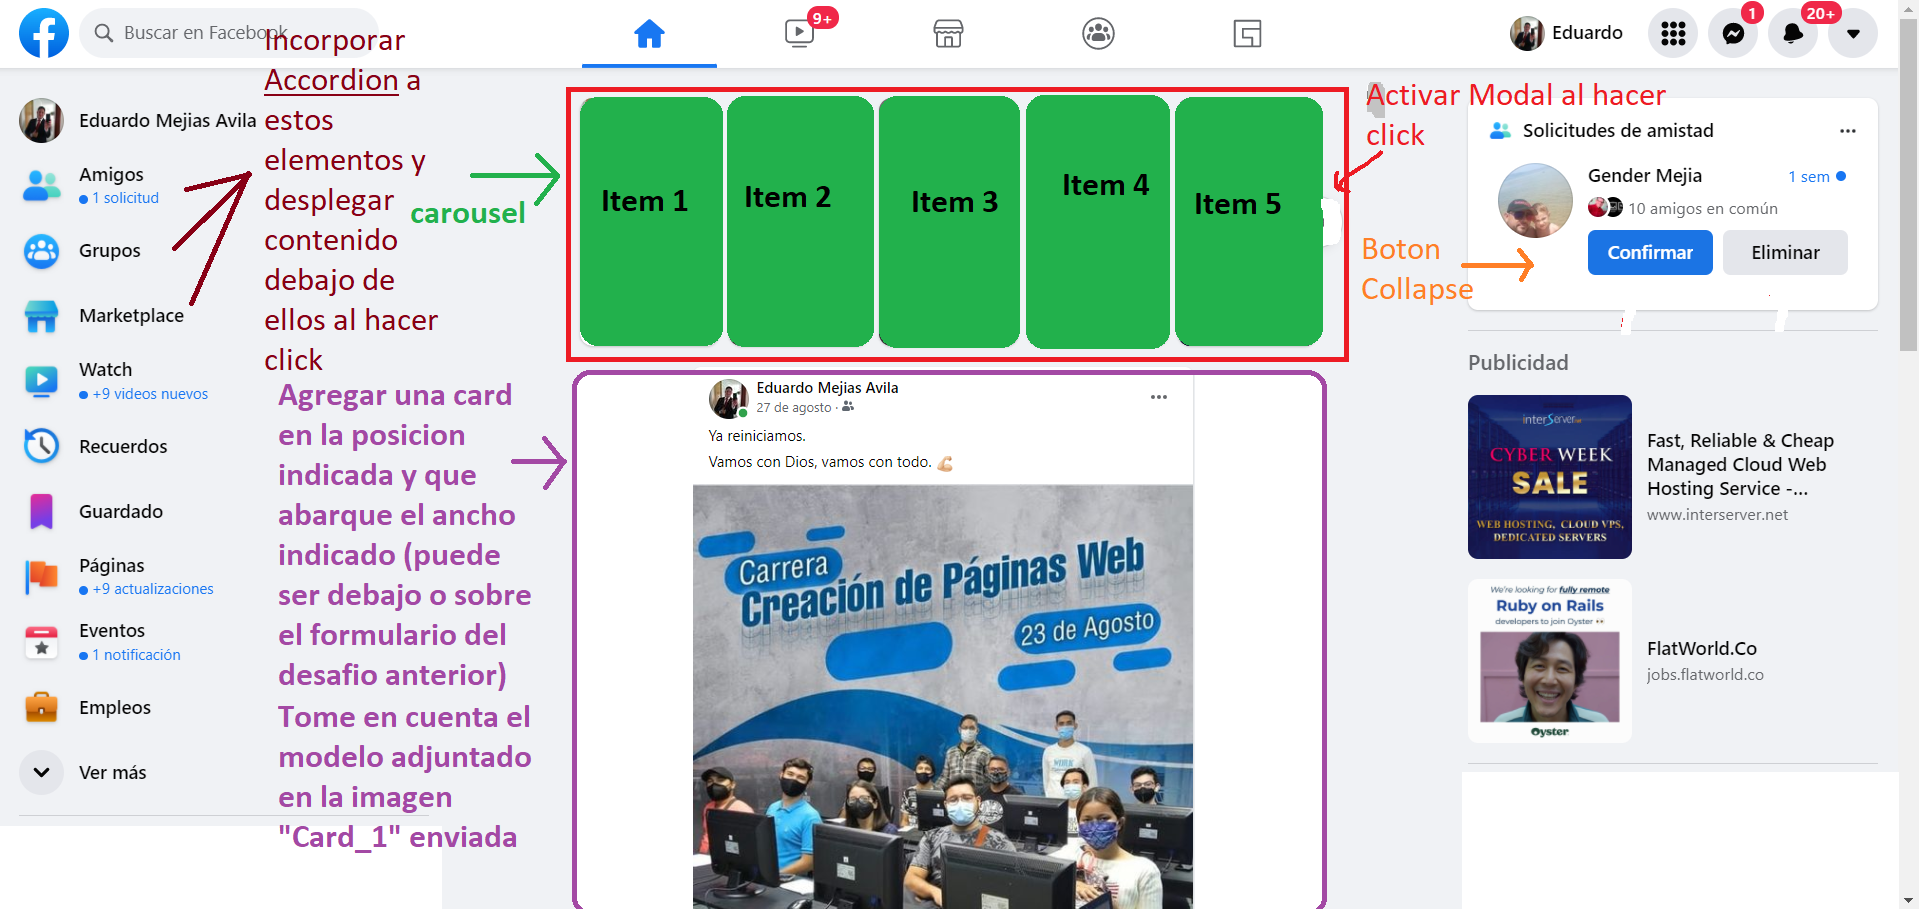 Buscar en Facebook
9+
Eduardo
1
20+
Incorporar
Accordion a
estos
elementos y
desplegar
contenido
debajo de
ellos al hacer
click
Eduardo Mejias Avila
Amigos
1 solicitud
Grupos
Marketplace
Watch
+9 videos nuevos
Recuerdos
Guardado
Páginas
+9 actualizaciones
Eventos
1 notificación
Empleos
Ver más
carousel
Item 1
Item 2
Item 3
Item 4
Item 5
Activar Modal al hacer
click
Boton
Collapse
Agregar una card
en la posicion
indicada y que
abarque el ancho
indicado (puede
ser debajo o sobre
el formulario del
desafio anterior)
Tome en cuenta el
modelo adjuntado
en la imagen
"Card_1" enviada
Eduardo Mejias Avila
27 de agosto ·
Ya reiniciamos.
Vamos con Dios, vamos con todo.
Carrera
Creación de Páginas Web
23 de Agosto
WORK
Solicitudes de amistad
Gender Mejia
1 sem
10 amigos en común
Confirmar
Eliminar
Publicidad
interServer.net
CYBER WEEK
SALE
WEB HOSTING, CLOUD VPS,
DEDICATED SERVERS
Fast, Reliable & Cheap
Managed Cloud Web
Hosting Service -...
www.interserver.net
We're looking for fully remote
Ruby on Rails
developers to join Oyster
Oyster
FlatWorld.Co
jobs.flatworld.co